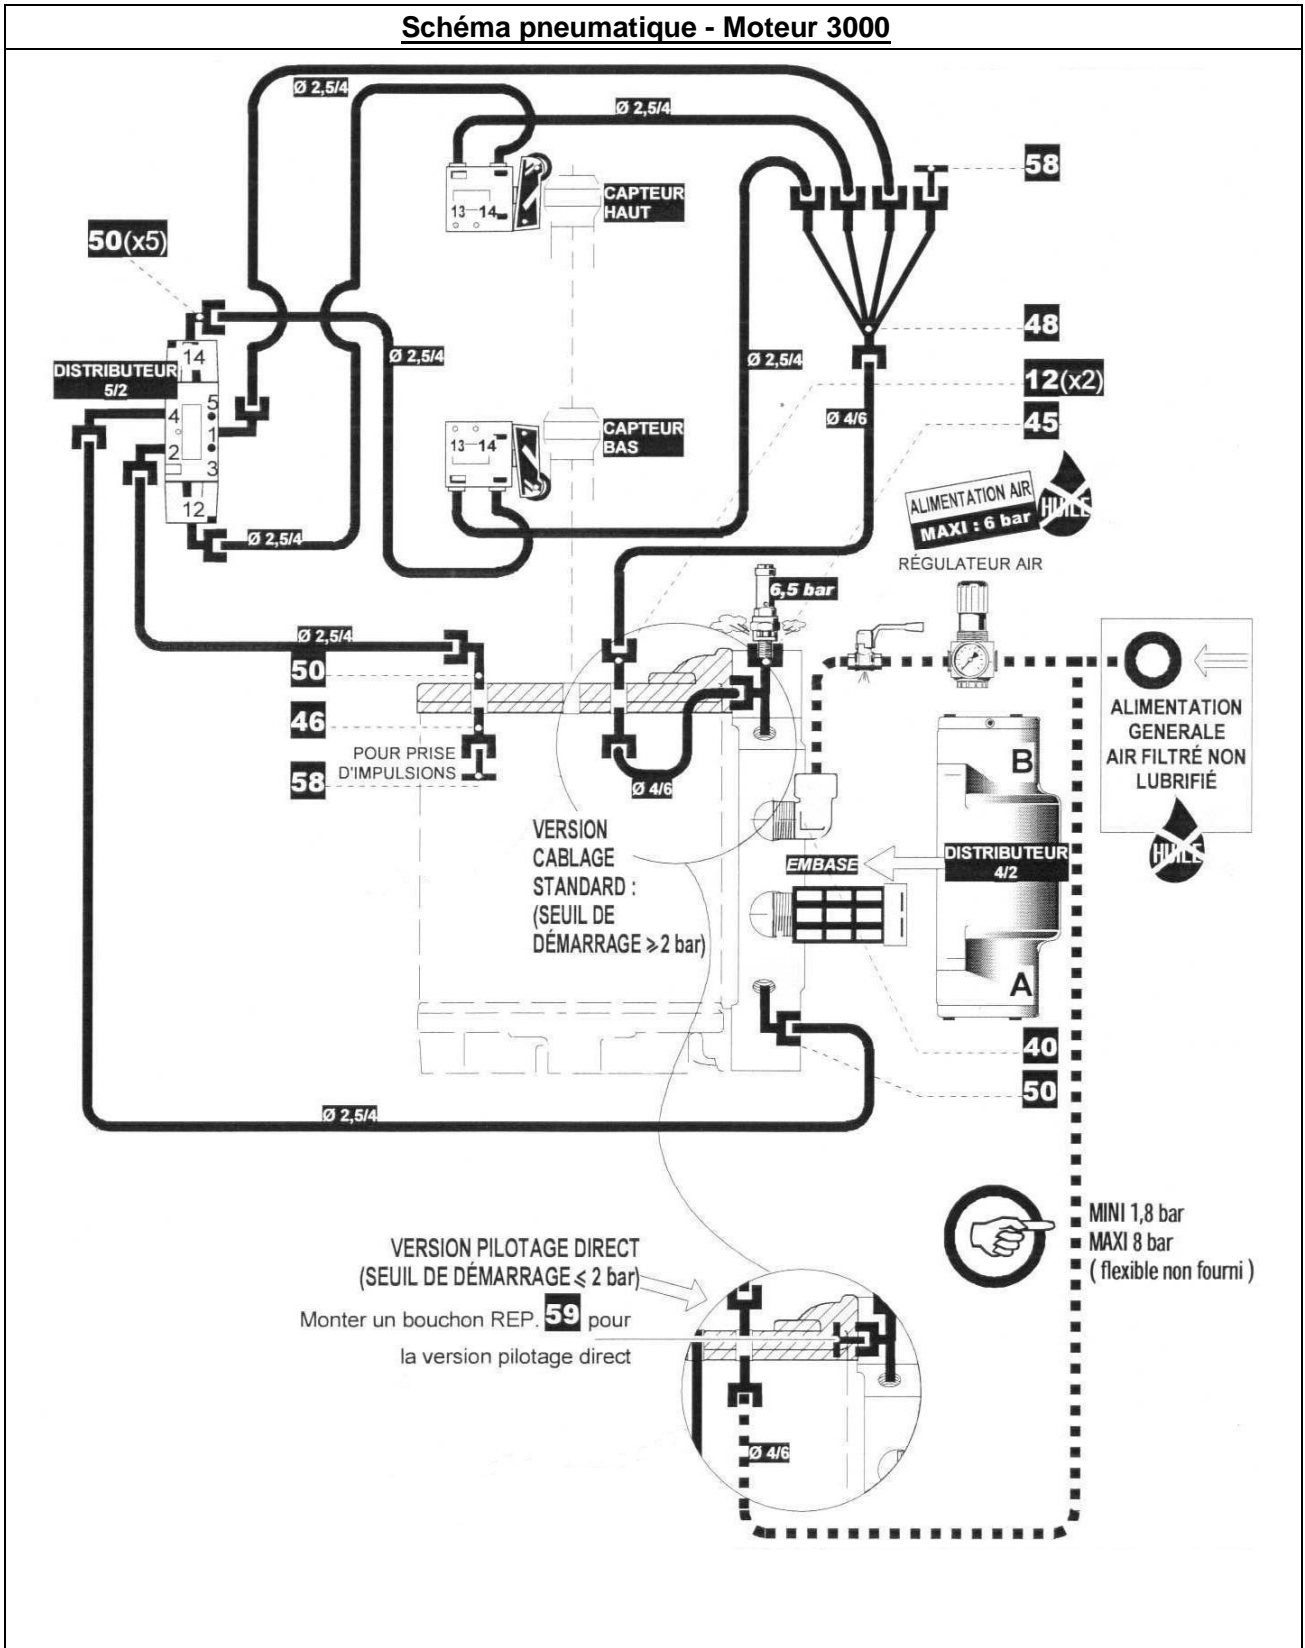 Schéma pneumatique - Moteur 3000
Ø 2,5/4
Ø 2,5/4
58
13 14
CAPTEUR
HAUT
50(x5)
48
14
Ø 2,5/4
Ø 2,5/4
DISTRIBUTEUR
5/2
12(x2)
4
5
1
2
3
Ø 4/6
45
13 14
CAPTEUR
BAS
ALIMENTATION AIR
MAXI : 6 bar
HUILE
12
Ø 2,5/4
RÉGULATEUR AIR
6,5 bar
Ø 2,5/4
50
46
POUR PRISE
D'IMPULSIONS
58
Ø 4/6
ALIMENTATION
GENERALE
AIR FILTRÉ NON
LUBRIFIÉ
HUILE
B
VERSION
CABLAGE
STANDARD :
(SEUIL DE
DÉMARRAGE ⩾ 2 bar)
EMBASE
DISTRIBUTEUR
4/2
A
40
50
Ø 2,5/4
MINI 1,8 bar
MAXI 8 bar
( flexible non fourni )
VERSION PILOTAGE DIRECT
(SEUIL DE DÉMARRAGE ⩽ 2 bar)
Monter un bouchon REP. 59 pour
la version pilotage direct
Ø 4/6